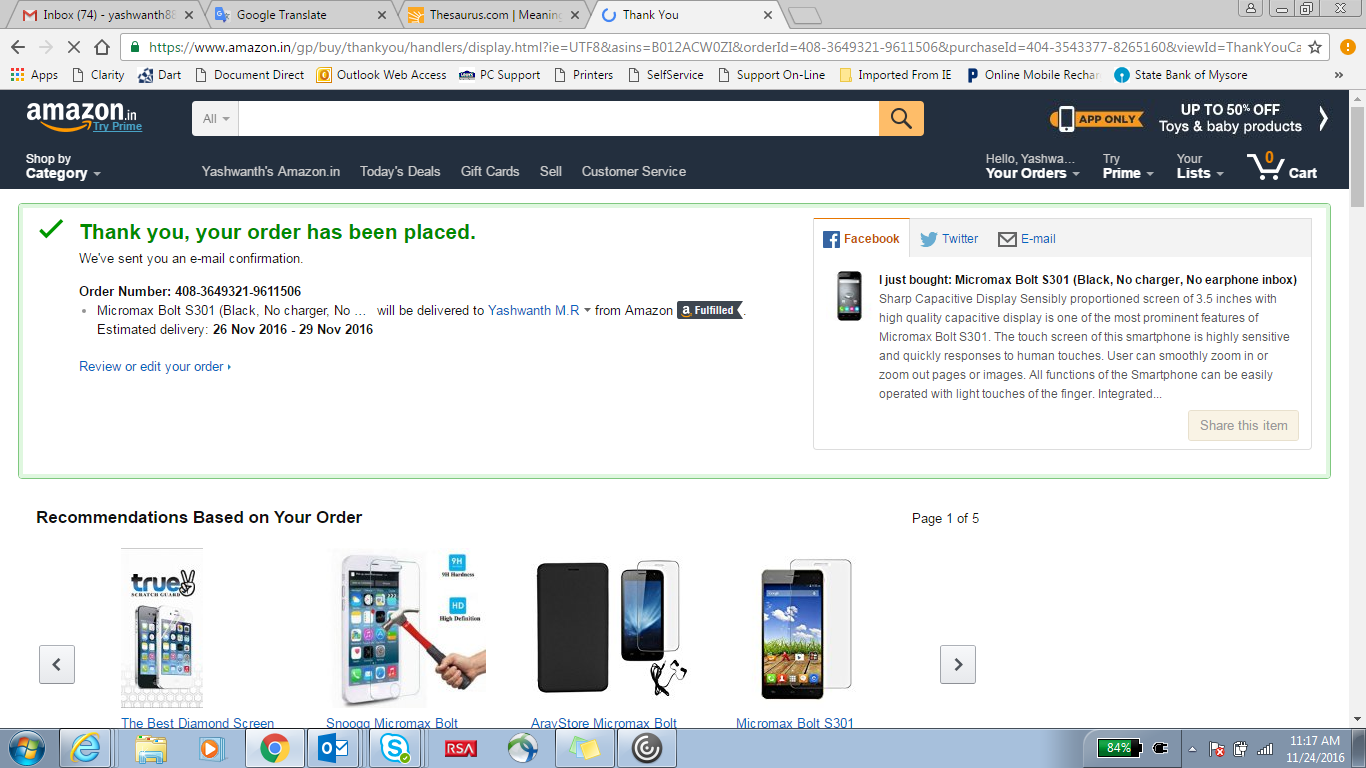 Inbox (74) - yashwanth88
Google Translate
Thesaurus.com | Meaning
Thank You
https://www.amazon.in/gp/buy/thankyou/handlers/display.html?ie=UTF8&asins=B012ACW0ZI&orderId=408-3649321-9611506&purchaseId=404-3543377-8265160&viewId=ThankYouCa
Apps Clarity Dart Document Direct Outlook Web Access PC Support Printers SelfService Support On-Line Imported From IE Online Mobile Rechar State Bank of Mysore »
amazon.in
Try Prime
All
APP ONLY
UP TO 50% OFF
Toys & baby products
Shop by
Category
Yashwanth's Amazon.in Today's Deals Gift Cards Sell Customer Service
Hello, Yashwa...
Your Orders
Try
Prime
Your
Lists
0
Cart
Thank you, your order has been placed.
We've sent you an e-mail confirmation.
Order Number: 408-3649321-9611506
• Micromax Bolt S301 (Black, No charger, No ... will be delivered to Yashwanth M.R from Amazon a Fulfilled.
Estimated delivery: 26 Nov 2016 - 29 Nov 2016
Review or edit your order
Facebook Twitter E-mail
I just bought: Micromax Bolt S301 (Black, No charger, No earphone inbox)
Sharp Capacitive Display Sensibly proportioned screen of 3.5 inches with
high quality capacitive display is one of the most prominent features of
Micromax Bolt S301. The touch screen of this smartphone is highly sensitive
and quickly responses to human touches. User can smoothly zoom in or
zoom out pages or images. All functions of the Smartphone can be easily
operated with light touches of the finger. Integrated...
Share this item
Recommendations Based on Your Order
Page 1 of 5
true
SCRATCH GUARD
9H
9H Hardness
HD
High Definition
The Best Diamond Screen
Snoogg Micromax Bolt
AravStore Micromax Bolt
Micromax Bolt S301
RSA
84%
11:17 AM
11/24/2016